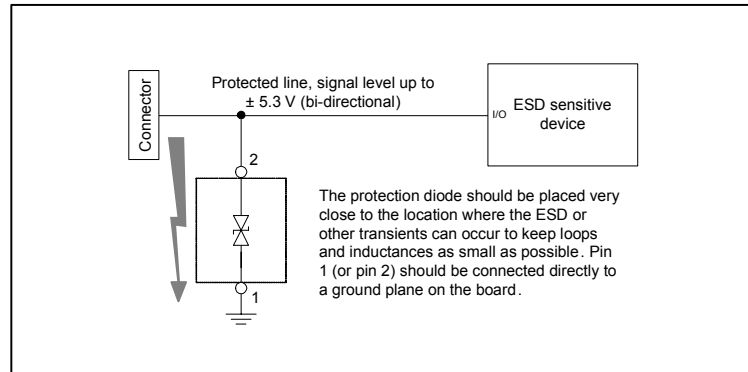 Protected line, signal level up to
± 5.3 V (bi-directional)
Connector
I/O
ESD sensitive
device
2
The protection diode should be placed very
close to the location where the ESD or
other transients can occur to keep loops
and inductances as small as possible. Pin
1 (or pin 2) should be connected directly to
a ground plane on the board.
1